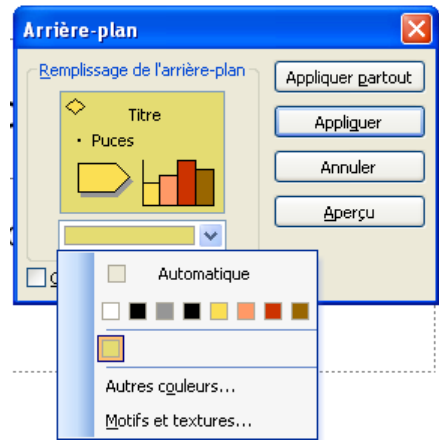 Arrière-plan
Remplissage de l'arrière-plan
Appliquer partout
Titre
• Puces
Appliquer
Annuler
Aperçu
Automatique
Autres couleurs...
Motifs et textures...